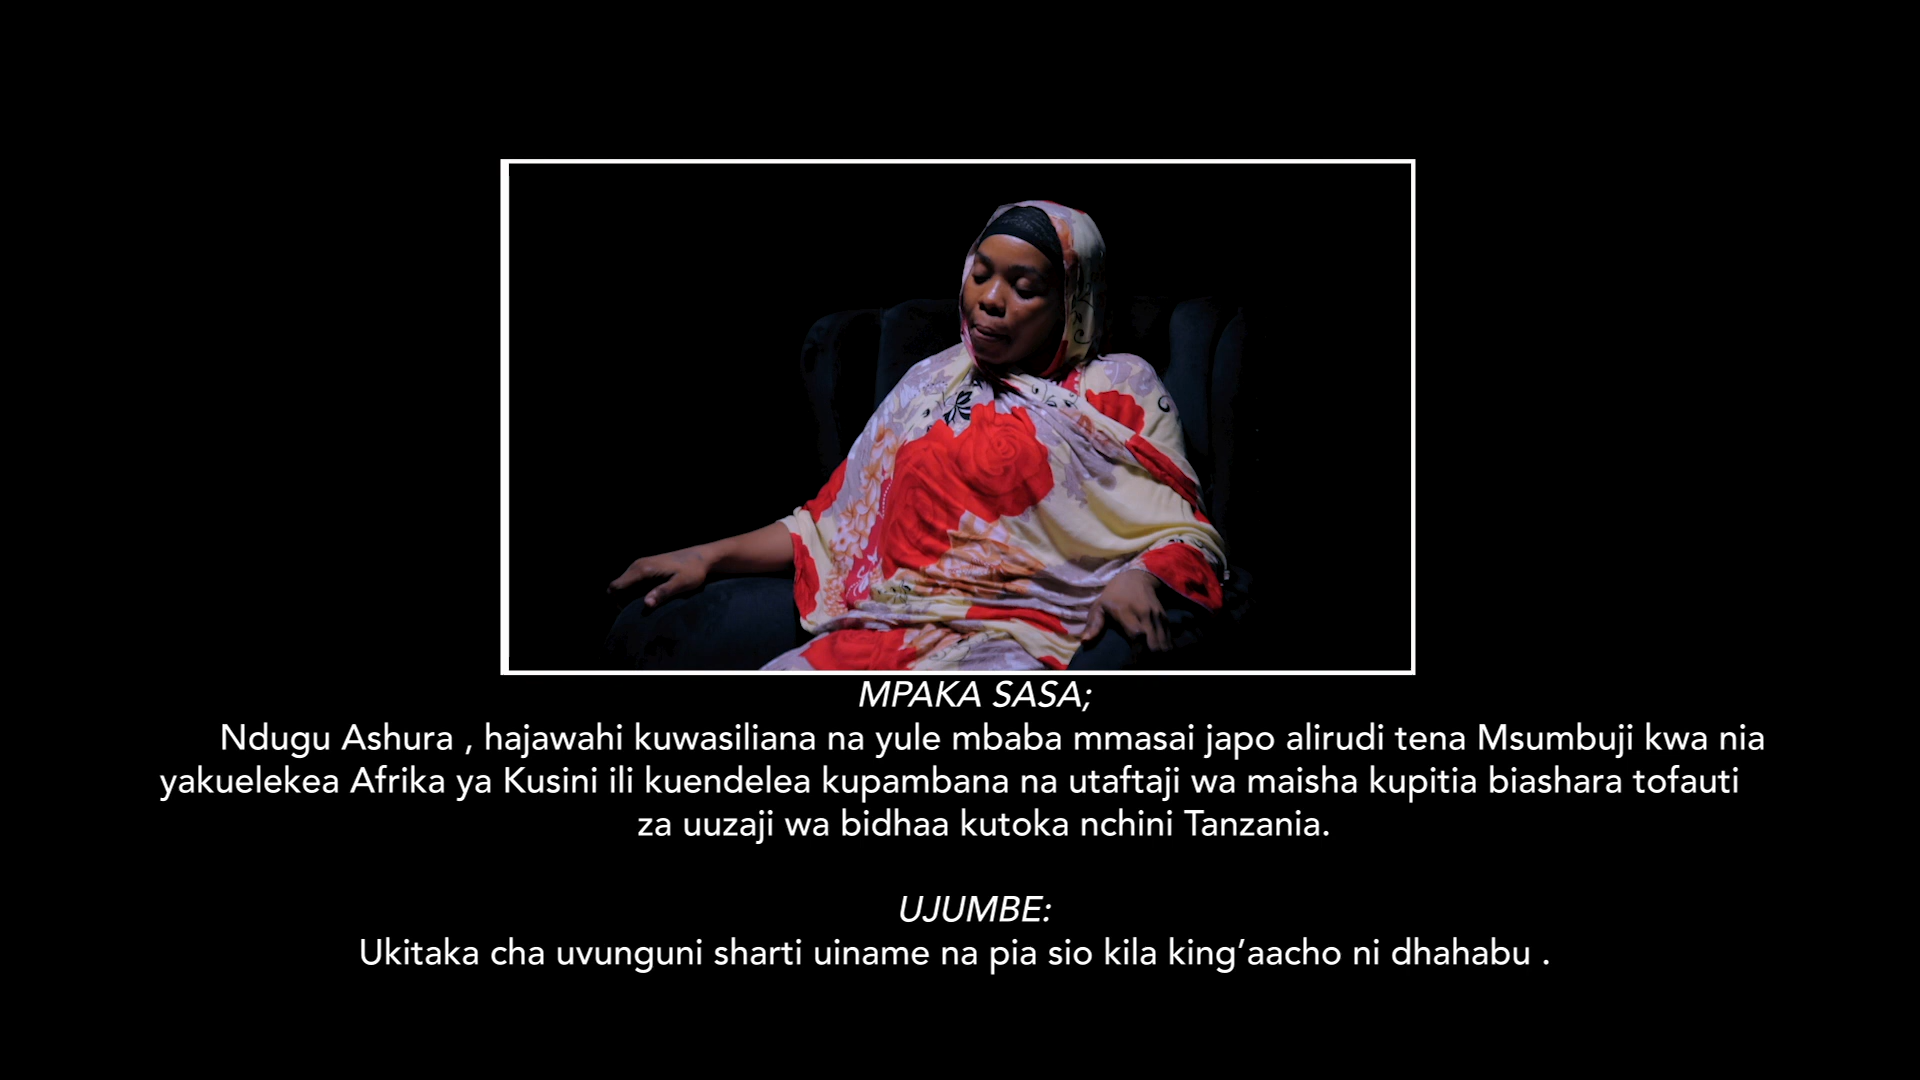 MPAKA SASA;
Ndugu Ashura , hajawahi kuwasiliana na yule mbaba mmasai japo alirudi tena Msumbuji kwa nia
yakuelekea Afrika ya Kusini ili kuendelea kupambana na utaftaji wa maisha kupitia biashara tofauti
za uuzaji wa bidhaa kutoka nchini Tanzania.
UJUMBE:
Ukitaka cha uvunguni sharti uiname na pia sio kila king’aacho ni dhahabu .